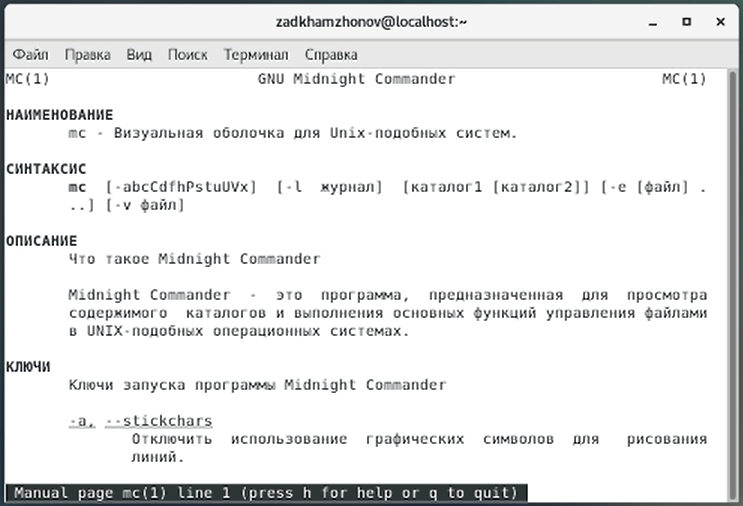 zadkhamzhonov@localhost:~
Файл Правка Вид Поиск Терминал Справка
MC(1) GNU Midnight Commander MC(1)
НАИМЕНОВАНИЕ
mc - Визуальная оболочка для Unix-подобных систем.
СИНТАКСИС
mc [-abcCdfhPstuUVx] [-l журнал] [каталог1 [каталог2]] [-e [файл] .
..] [-v файл]
ОПИСАНИЕ
Что такое Midnight Commander
Midnight Commander - это программа, предназначенная для просмотра
содержимого каталогов и выполнения основных функций управления файлами
в UNIX-подобных операционных системах.
КЛЮЧИ
Ключи запуска программы Midnight Commander
-a, --stickchars
Отключить использование графических символов для рисования
линий.
Manual page mc(1) line 1 (press h for help or q to quit)